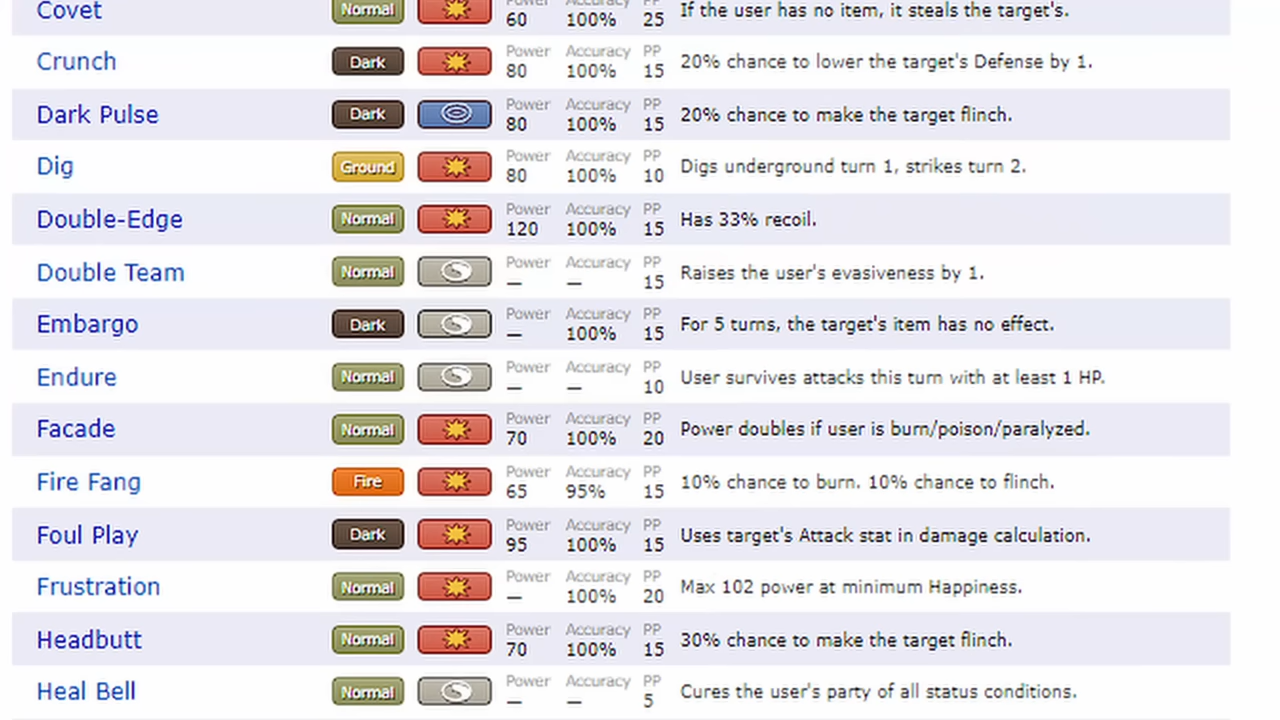 Covet Normal Power 60 Accuracy 100% PP 25 If the user has no item, it steals the target's.
Crunch Dark Power 80 Accuracy 100% PP 15 20% chance to lower the target's Defense by 1.
Dark Pulse Dark Power 80 Accuracy 100% PP 15 20% chance to make the target flinch.
Dig Ground Power 80 Accuracy 100% PP 10 Digs underground turn 1, strikes turn 2.
Double-Edge Normal Power 120 Accuracy 100% PP 15 Has 33% recoil.
Double Team Normal Power — Accuracy — PP 15 Raises the user's evasiveness by 1.
Embargo Dark Power — Accuracy 100% PP 15 For 5 turns, the target's item has no effect.
Endure Normal Power — Accuracy — PP 10 User survives attacks this turn with at least 1 HP.
Facade Normal Power 70 Accuracy 100% PP 20 Power doubles if user is burn/poison/paralyzed.
Fire Fang Fire Power 65 Accuracy 95% PP 15 10% chance to burn. 10% chance to flinch.
Foul Play Dark Power 95 Accuracy 100% PP 15 Uses target's Attack stat in damage calculation.
Frustration Normal Power — Accuracy 100% PP 20 Max 102 power at minimum Happiness.
Headbutt Normal Power 70 Accuracy 100% PP 15 30% chance to make the target flinch.
Heal Bell Normal Power — Accuracy — PP 5 Cures the user's party of all status conditions.